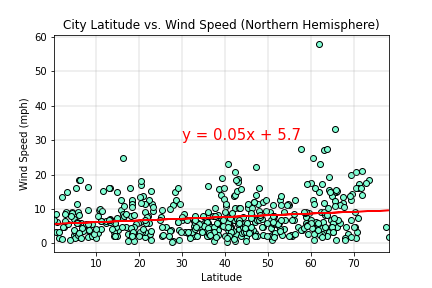 City Latitude vs. Wind Speed (Northern Hemisphere)
60
50
40
30
20
10
0
Wind Speed (mph)
y = 0.05x + 5.7
10 20 30 40 50 60 70
Latitude